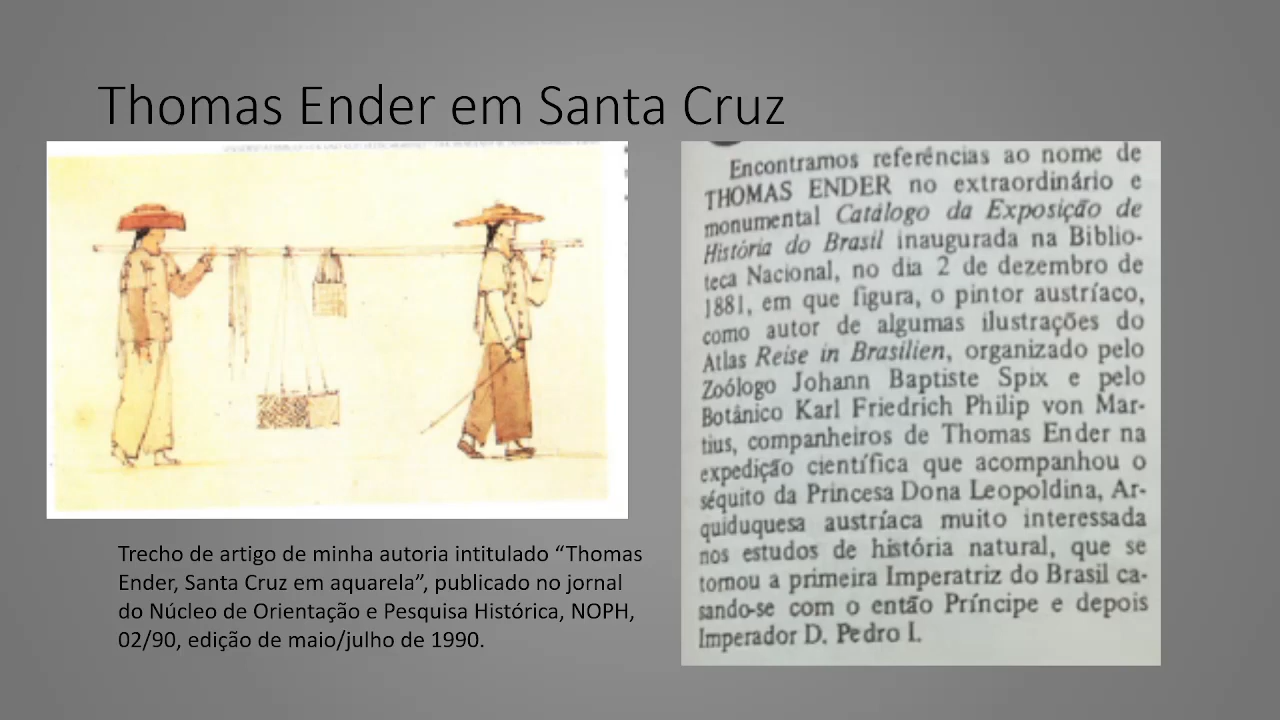 Thomas Ender em Santa Cruz
Encontramos referências ao nome de
THOMAS ENDER no extraordinário e
monumental Catálogo da Exposição de
História do Brasil inaugurada na Biblio-
teca Nacional, no dia 2 de dezembro de
1881, em que figura, o pintor austríaco,
como autor de algumas ilustrações do
Atlas Reise in Brasilien, organizado pelo
Zoólogo Johann Baptiste Spix e pelo
Botânico Karl Friedrich Philip von Mar-
tius, companheiros de Thomas Ender na
expedição científica que acompanhou o
séquito da Princesa Dona Leopoldina, Ar-
quiduquesa austríaca muito interessada
nos estudos de história natural, que se
tornou a primeira Imperatriz do Brasil ca-
sando-se com o então Príncipe e depois
Imperador D. Pedro I.
Trecho de artigo de minha autoria intitulado “Thomas
Ender, Santa Cruz em aquarela”, publicado no jornal
do Núcleo de Orientação e Pesquisa Histórica, NOPH,
02/90, edição de maio/julho de 1990.